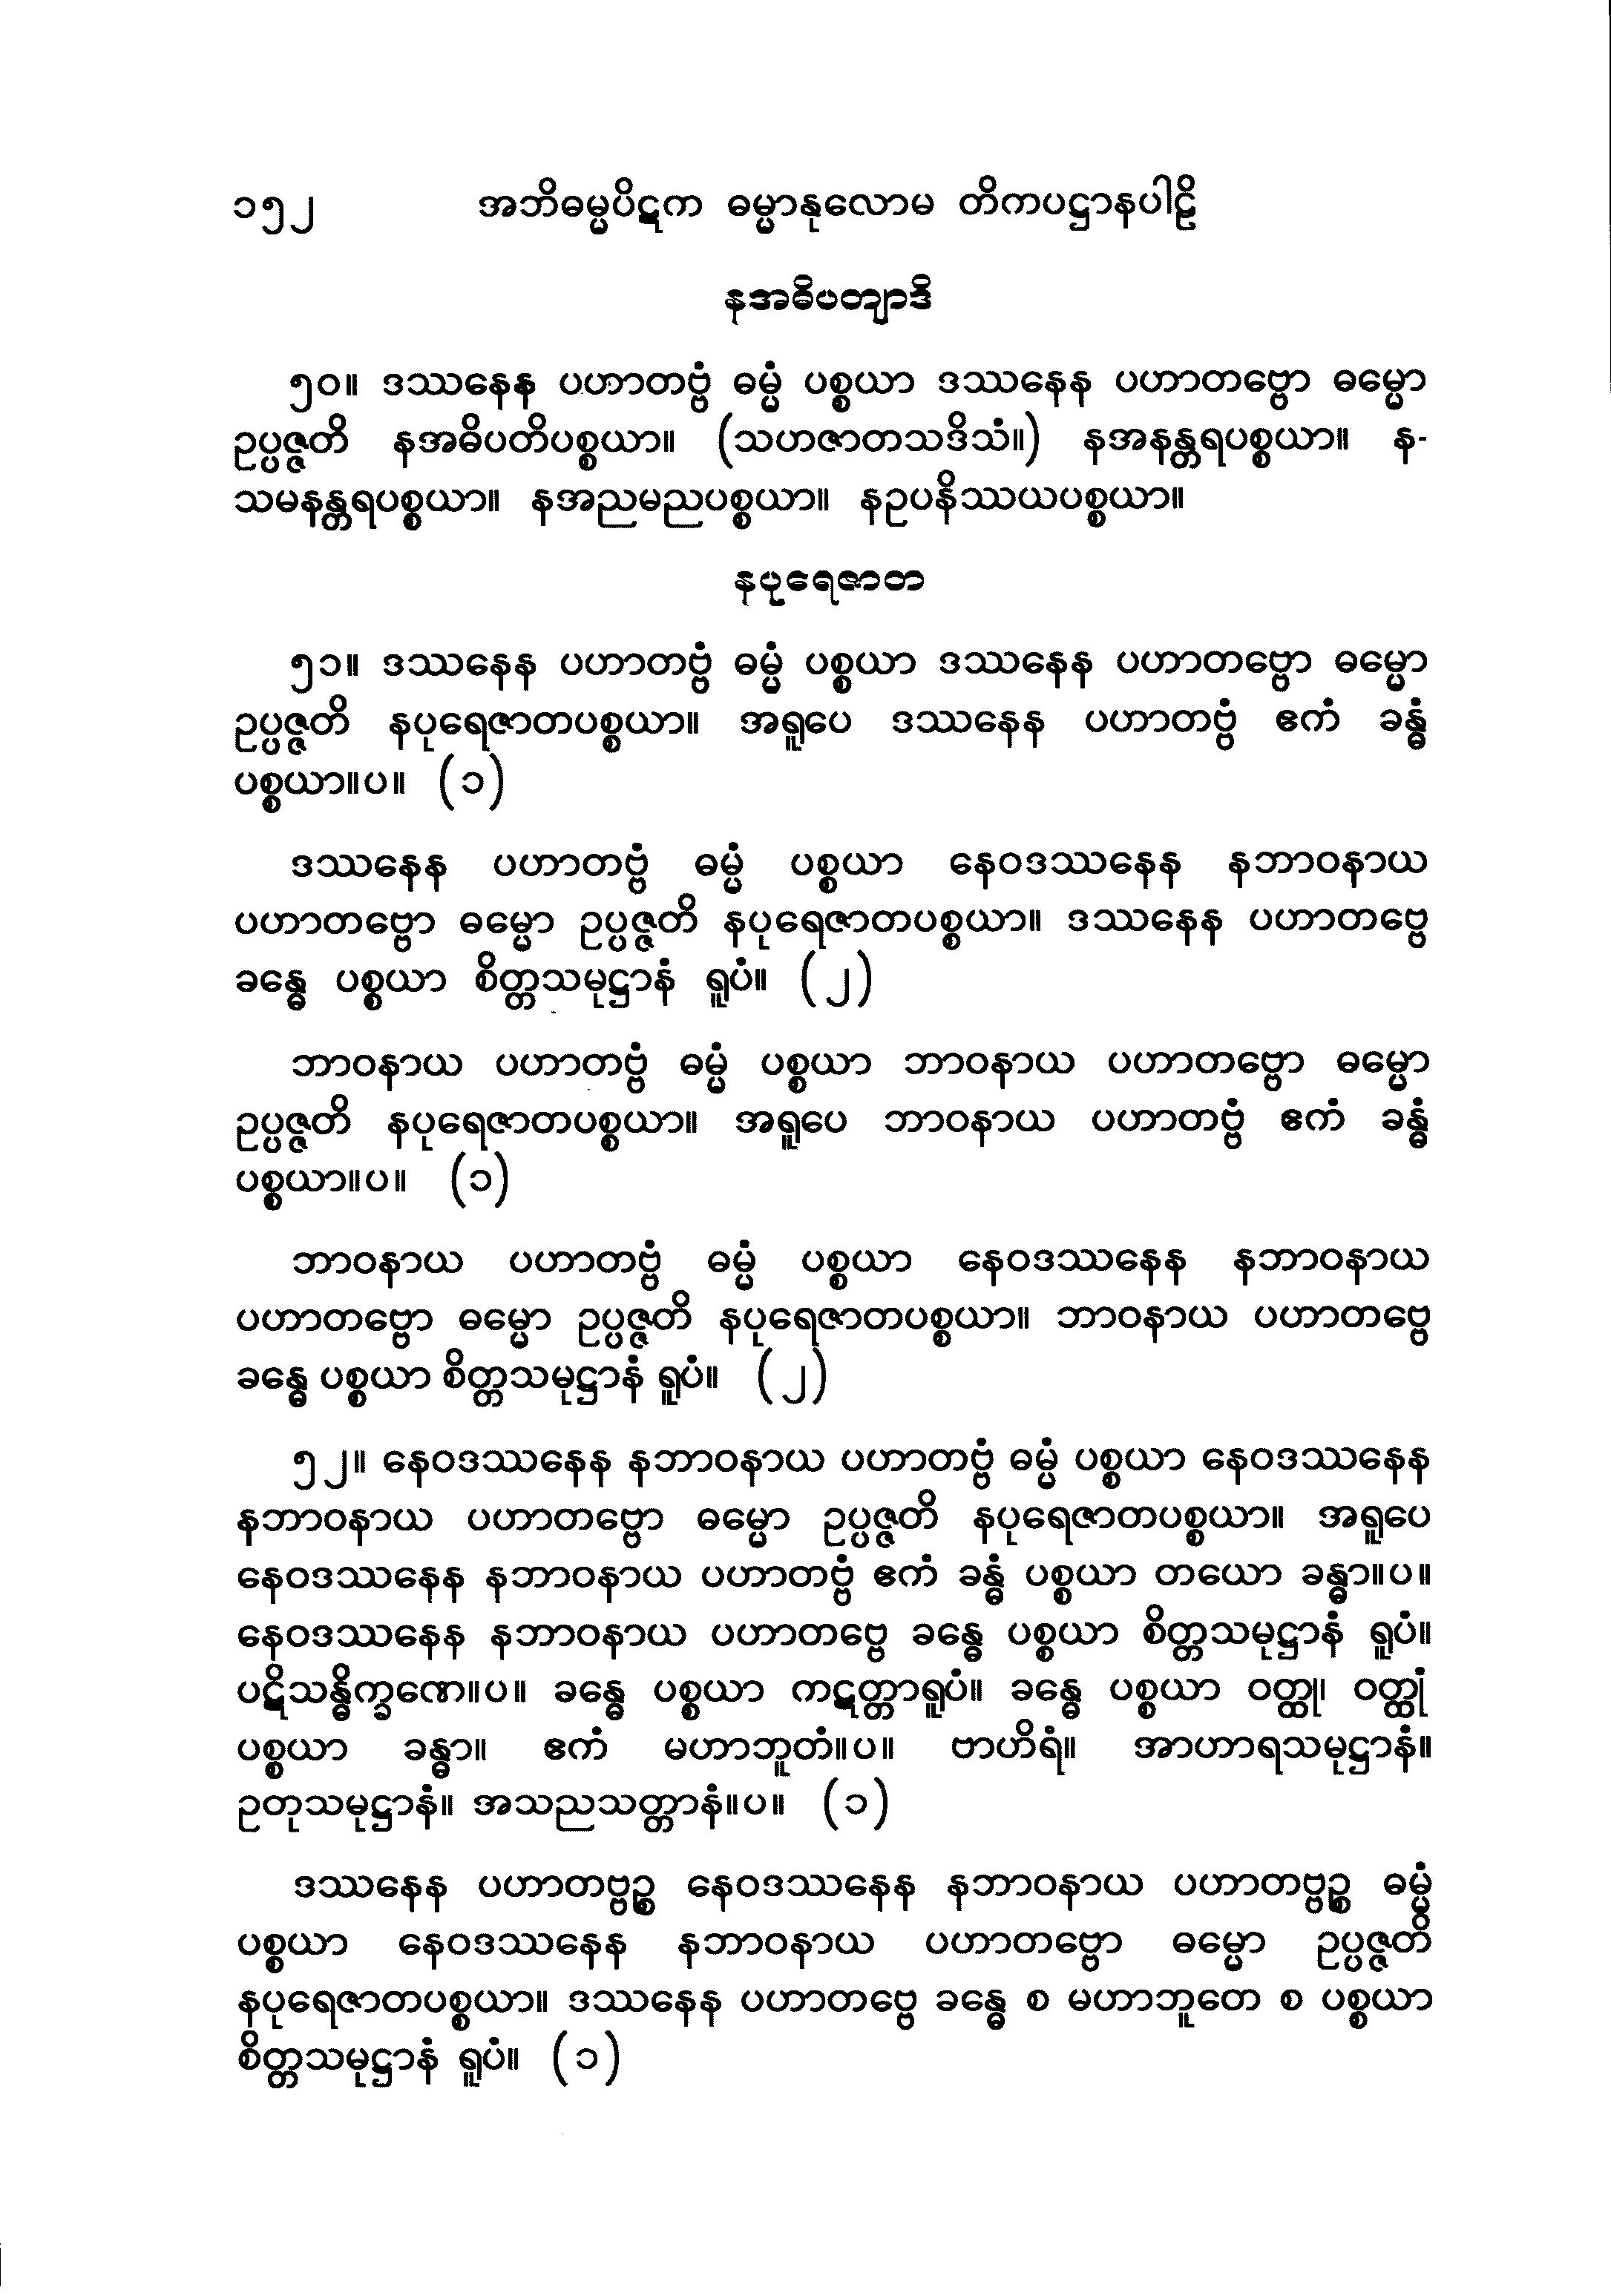 ၁၅၂ အဘိဓမ္မပိဋက ဓမ္မာနုလောမ တိကပဋ္ဌာနပါဠိ
နအဓိပတျာဒိ
၅၀။ ဒဿနေန ပဟာတဗ္ဗံ ဓမ္မံ ပစ္စယာ ဒဿနေန ပဟာတဗ္ဗော ဓမ္မော
ဥပ္ပဇ္ဇတိ နအဓိပတိပစ္စယာ။ (သဟဇာတသဒိသံ။) နအနန္တရပစ္စယာ။ န-
သမနန္တရပစ္စယာ။ နအညမညပစ္စယာ။ နဥပနိဿယပစ္စယာ။
နပုရေဇာတ
၅၁။ ဒဿနေန ပဟာတဗ္ဗံ ဓမ္မံ ပစ္စယာ ဒဿနေန ပဟာတဗ္ဗော ဓမ္မော
ဥပ္ပဇ္ဇတိ နပုရေဇာတပစ္စယာ။ အရူပေ ဒဿနေန ပဟာတဗ္ဗံ ဧကံ ခန္ဓံ
ပစ္စယာ။ပ။ (၁)
ဒဿနေန ပဟာတဗ္ဗံ ဓမ္မံ ပစ္စယာ နေဝဒဿနေန နဘာဝနာယ
ပဟာတဗ္ဗော ဓမ္မော ဥပ္ပဇ္ဇတိ နပုရေဇာတပစ္စယာ။ ဒဿနေန ပဟာတဗ္ဗေ
ခန္ဓေ ပစ္စယာ စိတ္တသမုဋ္ဌာနံ ရူပံ။ (၂)
ဘာဝနာယ ပဟာတဗ္ဗံ ဓမ္မံ ပစ္စယာ ဘာဝနာယ ပဟာတဗ္ဗော ဓမ္မော
ဥပ္ပဇ္ဇတိ နပုရေဇာတပစ္စယာ။ အရူပေ ဘာဝနာယ ပဟာတဗ္ဗံ ဧကံ ခန္ဓံ
ပစ္စယာ။ပ။ (၁)
ဘာဝနာယ ပဟာတဗ္ဗံ ဓမ္မံ ပစ္စယာ နေဝဒဿနေန နဘာဝနာယ
ပဟာတဗ္ဗော ဓမ္မော ဥပ္ပဇ္ဇတိ နပုရေဇာတပစ္စယာ။ ဘာဝနာယ ပဟာတဗ္ဗေ
ခန္ဓေ ပစ္စယာ စိတ္တသမုဋ္ဌာနံ ရူပံ။ (၂)
၅၂။ နေဝဒဿနေန နဘာဝနာယ ပဟာတဗ္ဗံ ဓမ္မံ ပစ္စယာ နေဝဒဿနေန
နဘာဝနာယ ပဟာတဗ္ဗော ဓမ္မော ဥပ္ပဇ္ဇတိ နပုရေဇာတပစ္စယာ။ အရူပေ
နေဝဒဿနေန နဘာဝနာယ ပဟာတဗ္ဗံ ဧကံ ခန္ဓံ ပစ္စယာ တယော ခန္ဓာ။ပ။
နေဝဒဿနေန နဘာဝနာယ ပဟာတဗ္ဗေ ခန္ဓေ ပစ္စယာ စိတ္တသမုဋ္ဌာနံ ရူပံ။
ပဋိသန္ဓိက္ခဏေ။ပ။ ခန္ဓေ ပစ္စယာ ကဋတ္တာရူပံ။ ခန္ဓေ ပစ္စယာ ဝတ္ထု၊ ဝတ္ထုံ
ပစ္စယာ ခန္ဓာ။ ဧကံ မဟာဘူတံ။ပ။ ဗာဟိရံ။ အာဟာရသမုဋ္ဌာနံ။
ဥတုသမုဋ္ဌာနံ။ အသညသတ္တာနံ။ပ။ (၁)
ဒဿနေန ပဟာတဗ္ဗဉ္စ နေဝဒဿနေန နဘာဝနာယ ပဟာတဗ္ဗဉ္စ ဓမ္မံ
ပစ္စယာ နေဝဒဿနေန နဘာဝနာယ ပဟာတဗ္ဗော ဓမ္မော ဥပ္ပဇ္ဇတိ
နပုရေဇာတပစ္စယာ။ ဒဿနေန ပဟာတဗ္ဗေ ခန္ဓေ စ မဟာဘူတေ စ ပစ္စယာ
စိတ္တသမုဋ္ဌာနံ ရူပံ။ (၁)